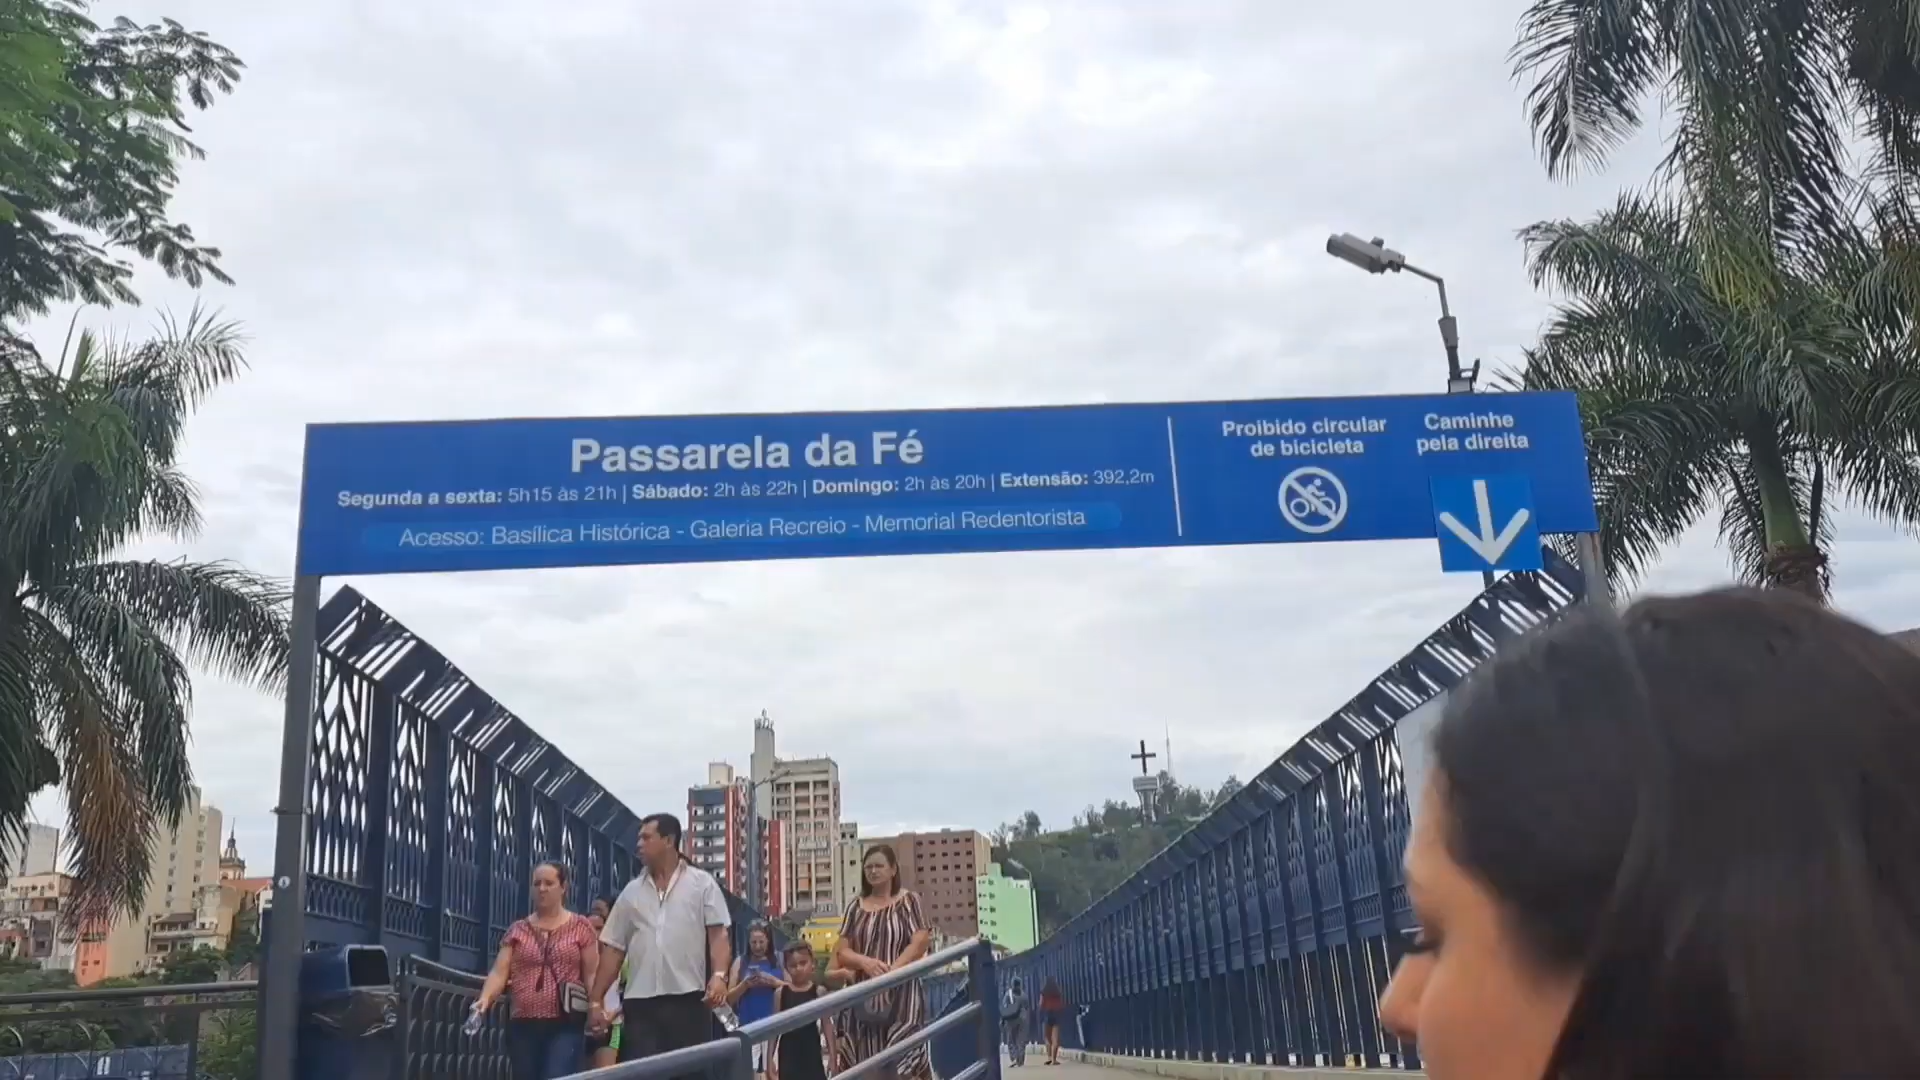 Passarela da Fé
Segunda a sexta: 5h15 às 21h | Sábado: 2h às 22h | Domingo: 2h às 20h | Extensão: 392,2m
Acesso: Basílica Histórica - Galeria Recreio - Memorial Redentorista
Proibido circular
de bicicleta
Caminhe
pela direita